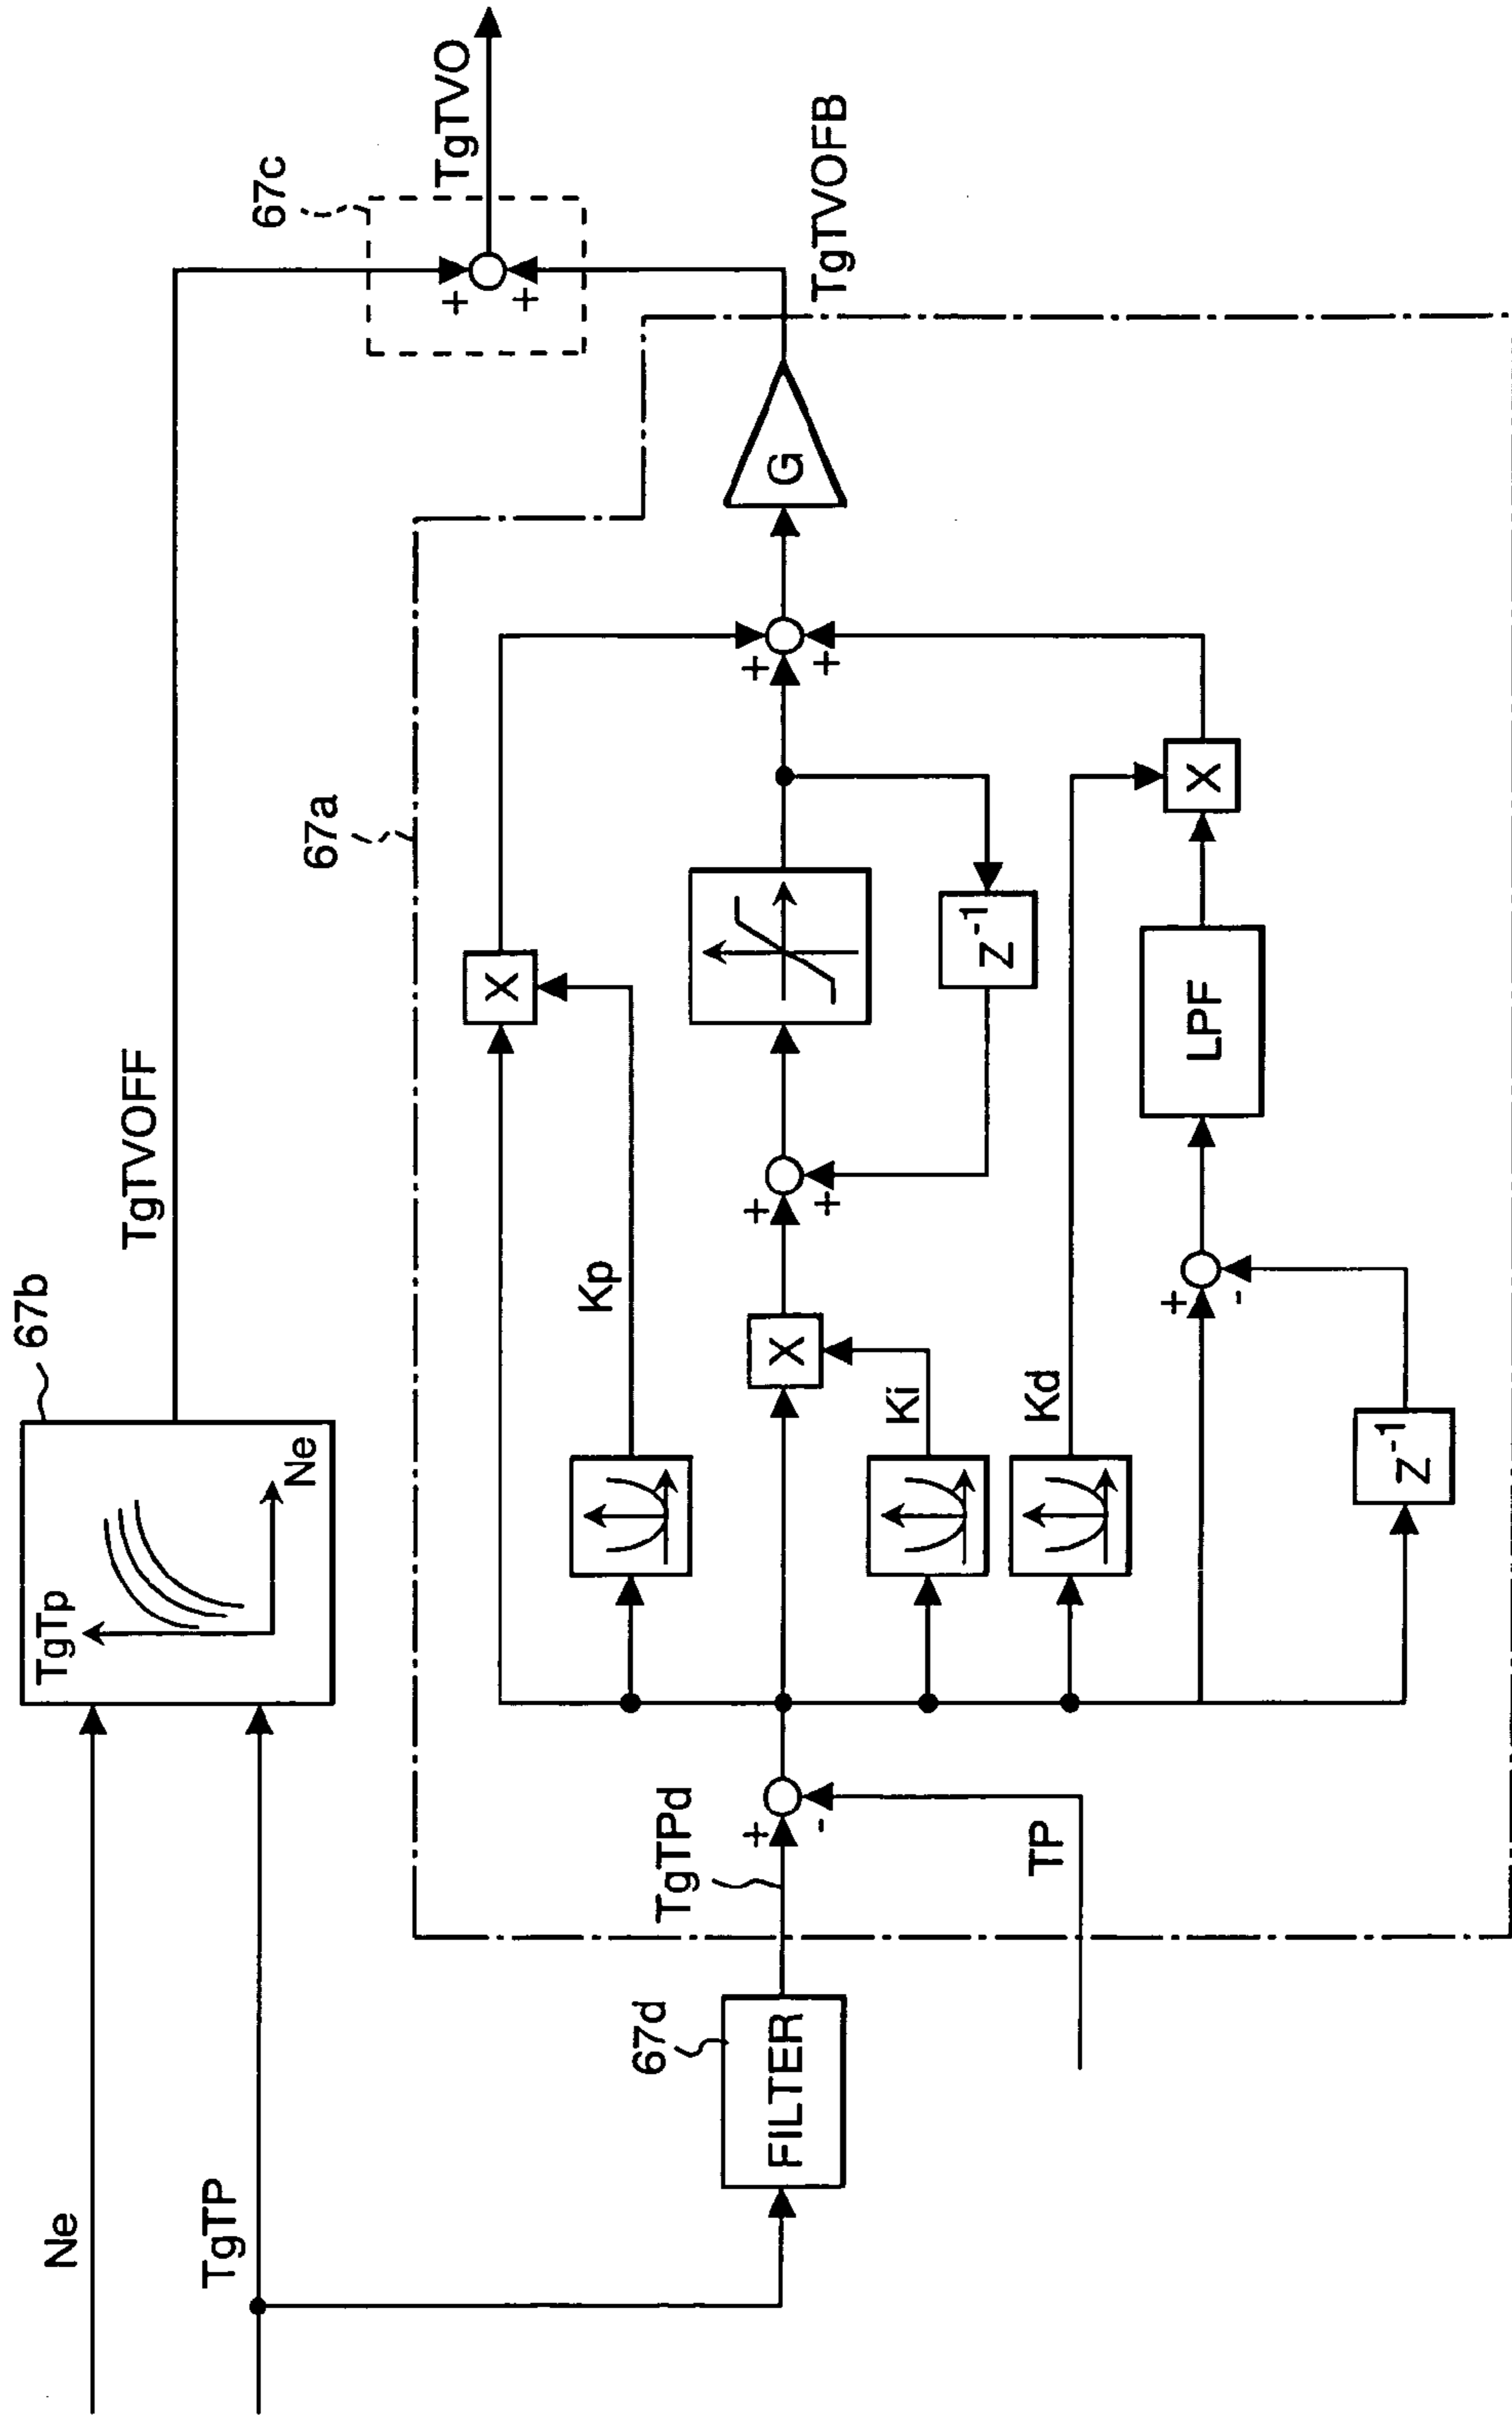 Ne
TgTP
67b
TgTp
Ne
TgTVOFF
67c
+
+
TgTVO
67d
FILTER
TgTPd
+
-
TP
67a
Kp
X
X
Ki
+
+
Z-1
+
+
G
TgTVOFB
Kd
Z-1
+
-
LPF
X